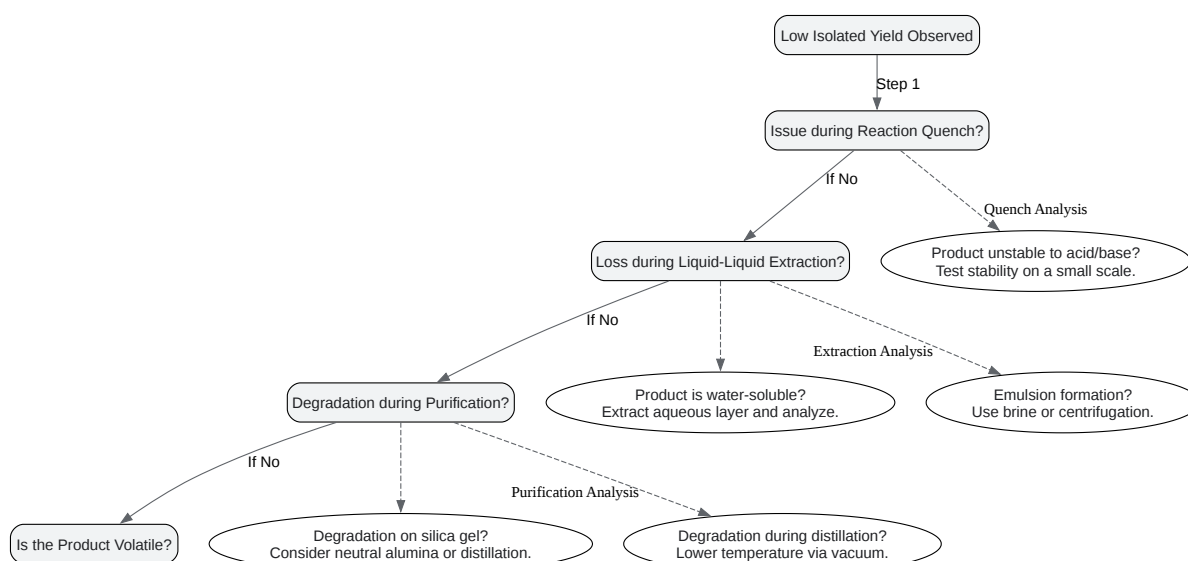 Low Isolated Yield Observed
Step 1
Issue during Reaction Quench?
If No
Quench Analysis
Product unstable to acid/base?
Test stability on a small scale.
Loss during Liquid-Liquid Extraction?
If No
Extraction Analysis
Product is water-soluble?
Extract aqueous layer and analyze.
Emulsion formation?
Use brine or centrifugation.
Degradation during Purification?
If No
Purification Analysis
Is the Product Volatile?
Degradation on silica gel?
Consider neutral alumina or distillation.
Degradation during distillation?
Lower temperature via vacuum.